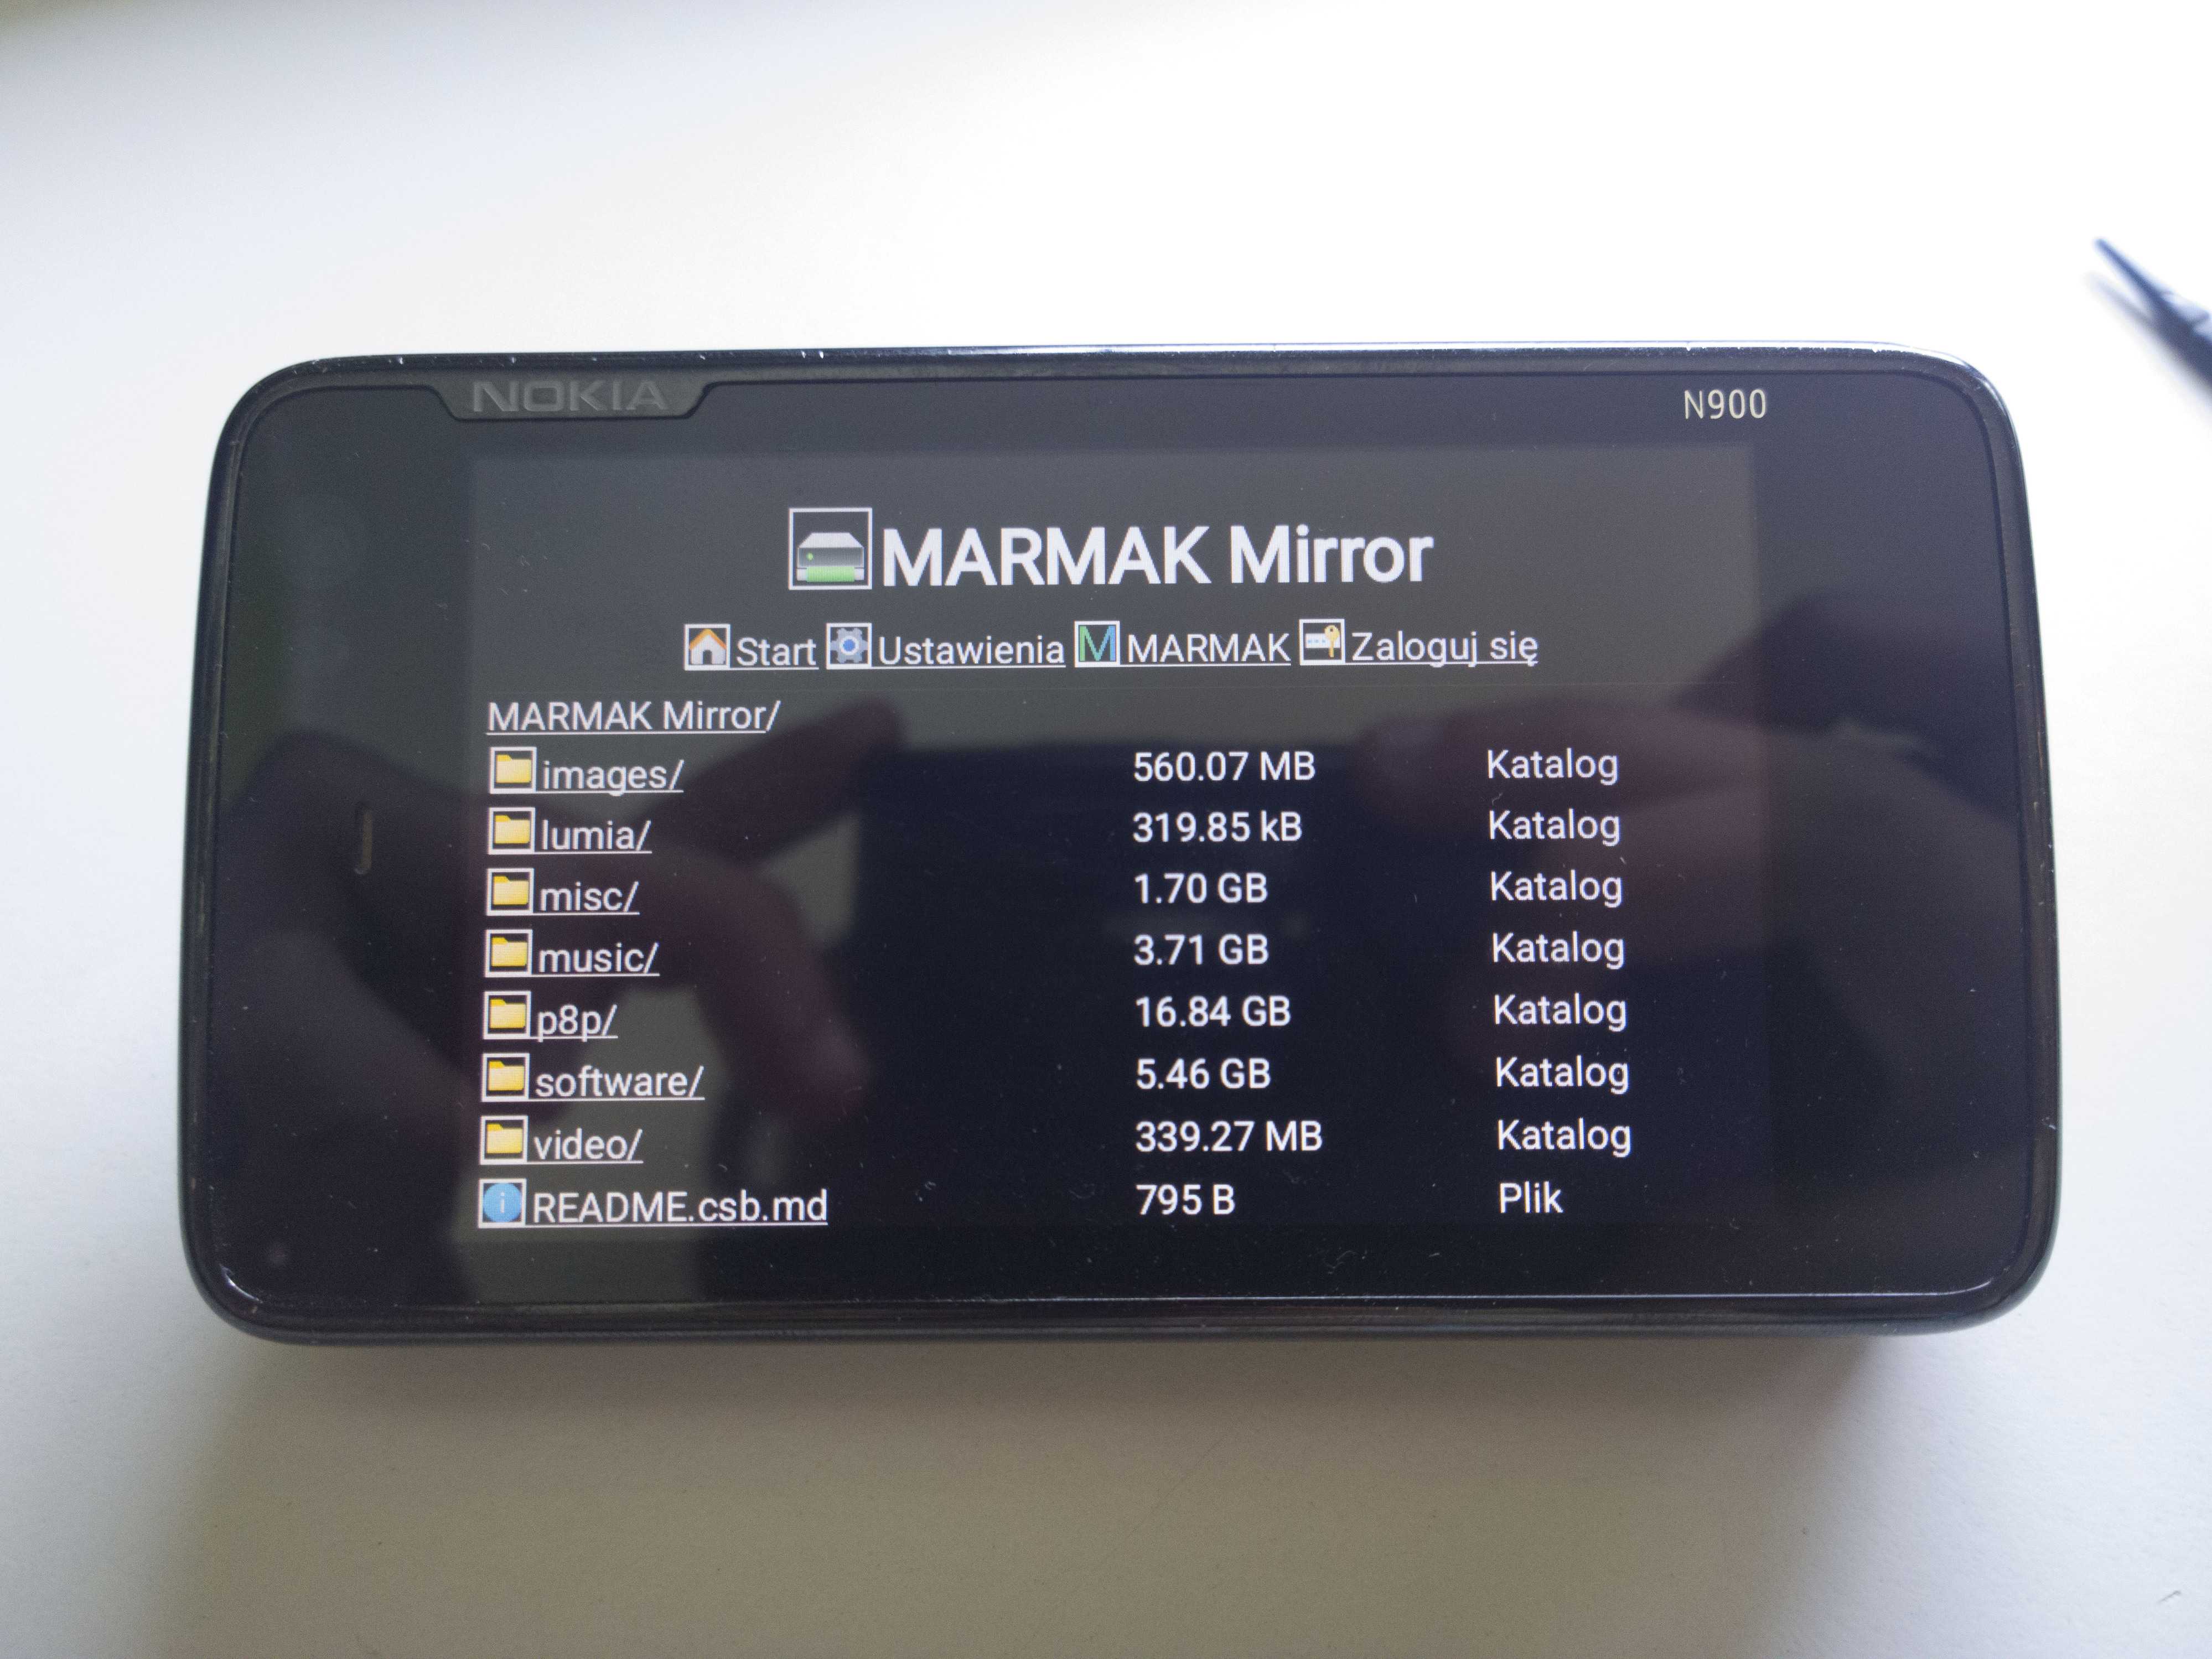 NOKIA
N900
MARMAK Mirror
Start Ustawienia MARMAK Zaloguj się
MARMAK Mirror/
images/ 560.07 MB Katalog
lumia/ 319.85 kB Katalog
misc/ 1.70 GB Katalog
music/ 3.71 GB Katalog
p8p/ 16.84 GB Katalog
software/ 5.46 GB Katalog
video/ 339.27 MB Katalog
README.csb.md 795 B Plik